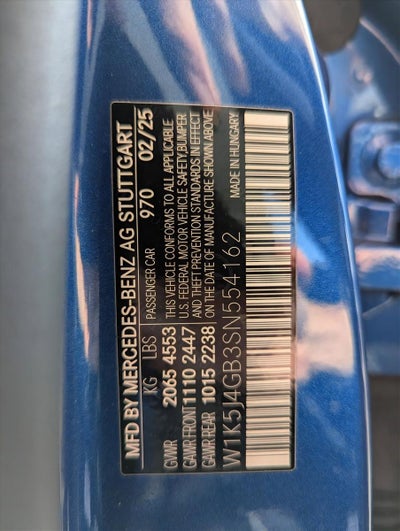 MFD BY MERCEDES-BENZ AG STUTTGART
KG LBS PASSENGER CAR 970 02/25
GVWR 2065 4553 THIS VEHICLE CONFORMS TO ALL APPLICABLE
U.S. FEDERAL MOTOR VEHICLE SAFETY,BUMPER
GAWR FRONT 1110 2447 AND THEFT PREVENTION STANDARDS IN EFFECT
GAWR REAR 1015 2238 ON THE DATE OF MANUFACTURE SHOWN ABOVE
W1K5J4GB3SN554162 MADE IN HUNGARY